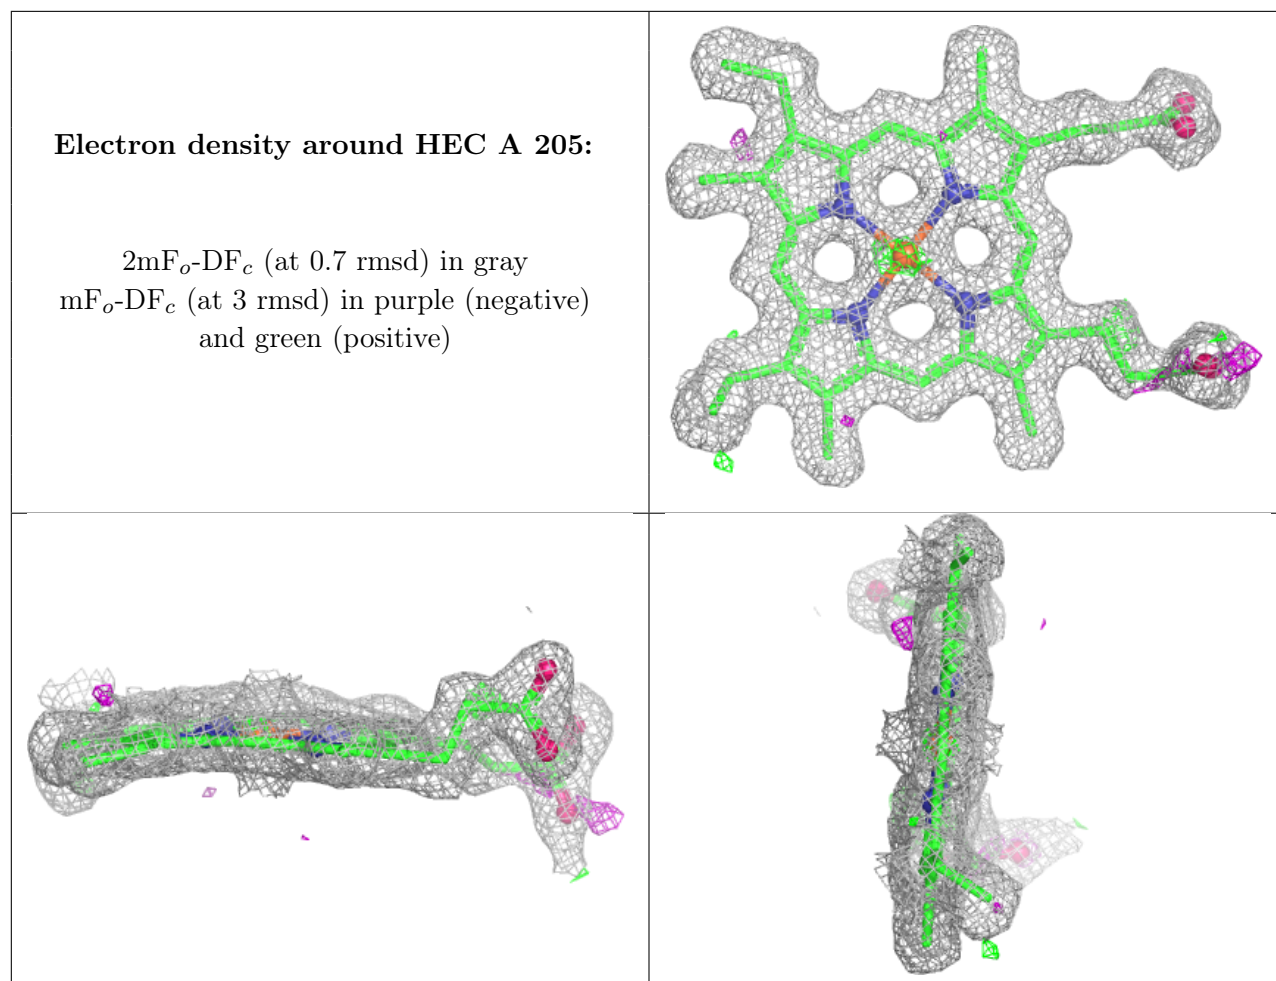 Electron density around HEC A 205:
2mFo-DFc (at 0.7 rmsd) in gray
mFo-DFc (at 3 rmsd) in purple (negative)
and green (positive)